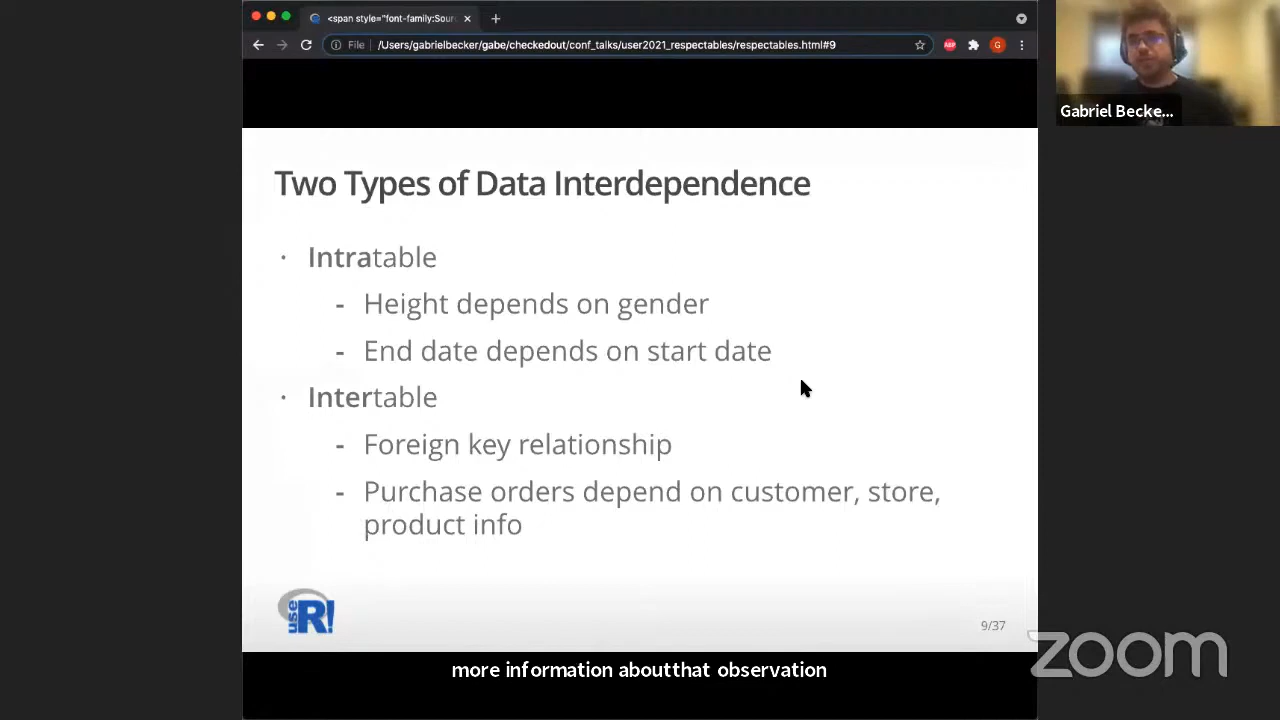 <span style="font-family:Sour
File /Users/gabrielbecker/gabe/checkedout/conf_talks/user2021_respectables/respectables.html#9
ABP
G
Gabriel Becke...
Two Types of Data Interdependence
· Intratable
- Height depends on gender
- End date depends on start date
· Intertable
- Foreign key relationship
- Purchase orders depend on customer, store,
product info
use R!
9/37
zoom
more information aboutthat observation